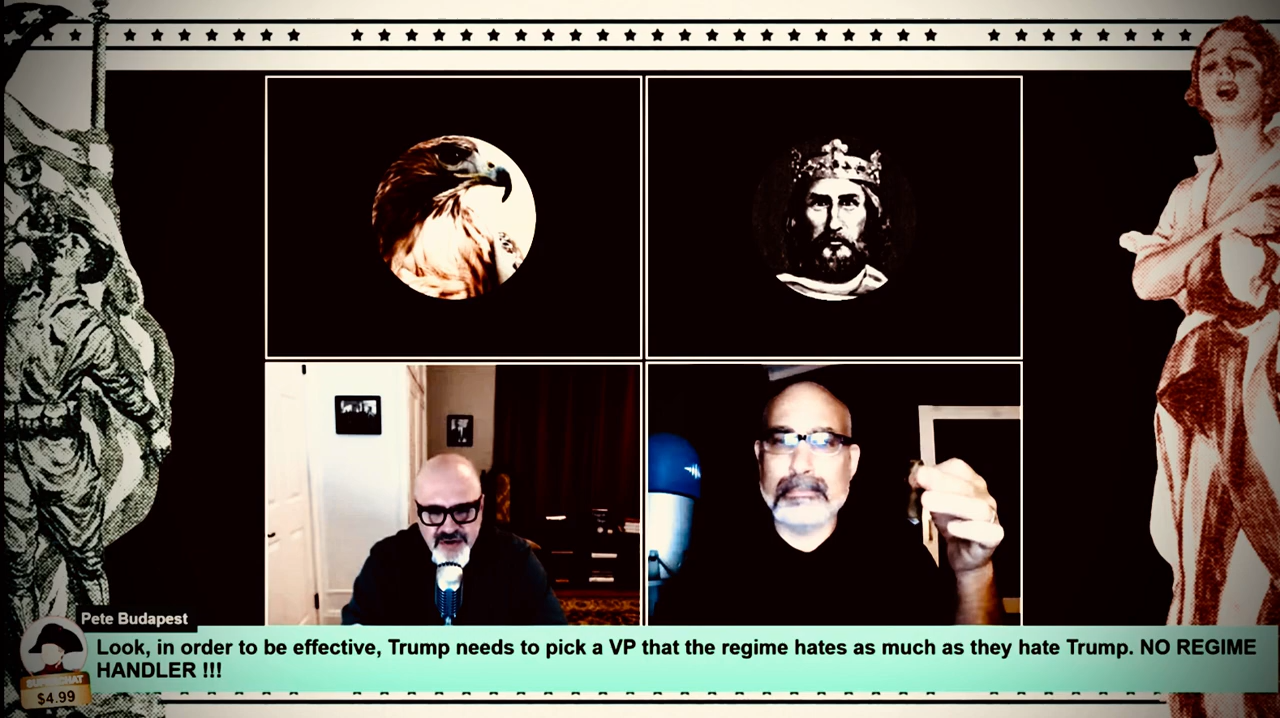 Pete Budapest
Look, in order to be effective, Trump needs to pick a VP that the regime hates as much as they hate Trump. NO REGIME
HANDLER !!!
SUPERCHAT
$4.99